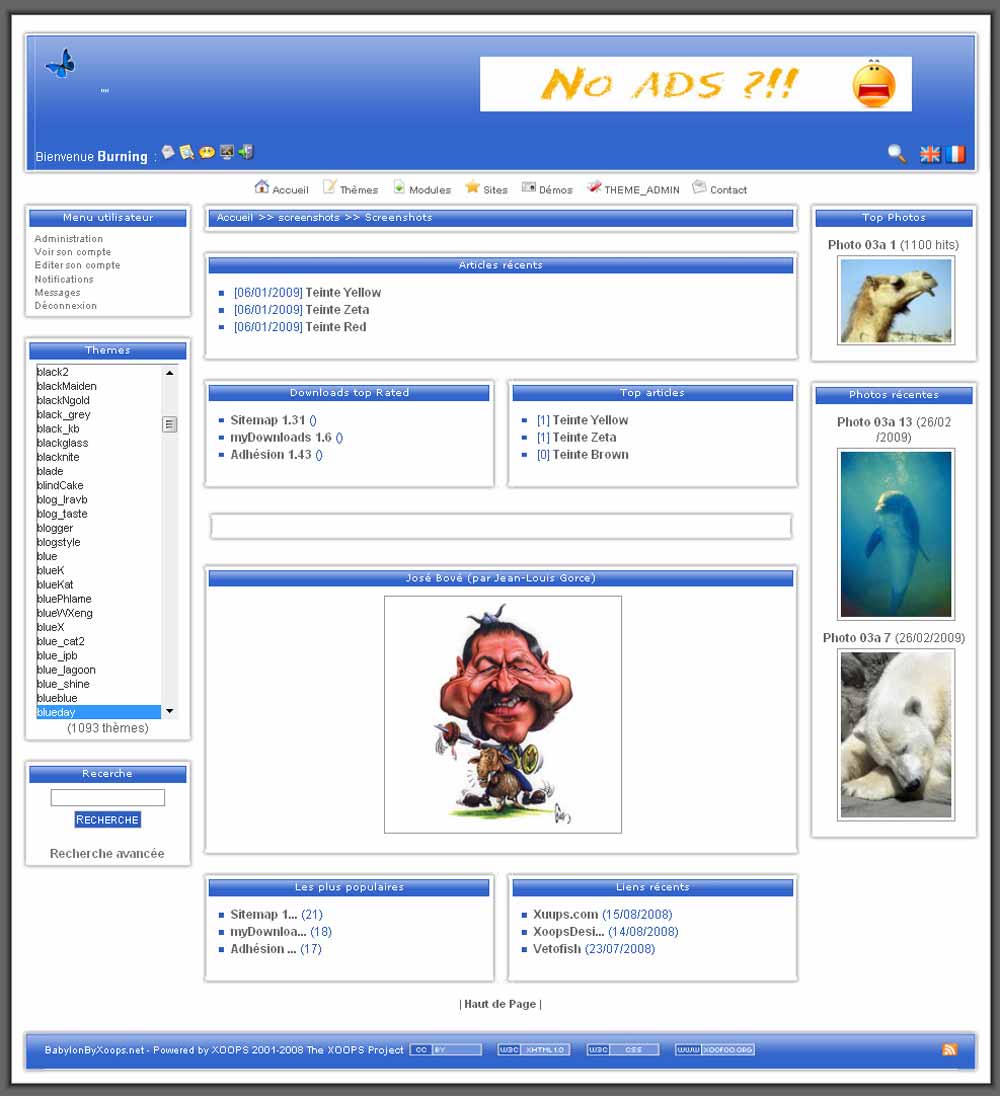 No ads ?!!
Bienvenue Burning :
Accueil Thèmes Modules Sites Démos THEME_ADMIN Contact
Menu utilisateur
Administration
Voir son compte
Editer son compte
Notifications
Messages
Déconnexion
Themes
black2
blackMaiden
blackNgold
black_grey
black_kb
blackglass
blacknite
blade
blindCake
blog_lravb
blog_taste
blogger
blogstyle
blue
blueK
blueKat
bluePhlame
blueWXeng
blueX
blue_cat2
blue_ipb
blue_lagoon
blue_shine
blueblue
blueday
(1093 thèmes)
Recerche
Recherche
Recherche avancée
Accueil >> screenshots >> Screenshots
Articles récents
[06/01/2009] Teinte Yellow
[06/01/2009] Teinte Zeta
[06/01/2009] Teinte Red
Downloads top Rated
Sitemap 1.31 ()
myDownloads 1.6 ()
Adhésion 1.43 ()
Top articles
[1] Teinte Yellow
[1] Teinte Zeta
[0] Teinte Brown
José Bové (par Jean-Louis Gorce)
Les plus populaires
Sitemap 1... (21)
myDownloa... (18)
Adhésion ... (17)
Liens récents
Xuups.com (15/08/2008)
XoopsDesi... (14/08/2008)
Vetofish (23/07/2008)
Top Photos
Photo 03a 1 (1100 hits)
Photos récentes
Photo 03a 13 (26/02
/2009)
Photo 03a 7 (26/02/2009)
| Haut de Page |
BabylonByXoops.net - Powered by XOOPS 2001-2008 The XOOPS Project CC BY W3C XHTML 1.0 W3C CSS WWW XOOFOO.ORG